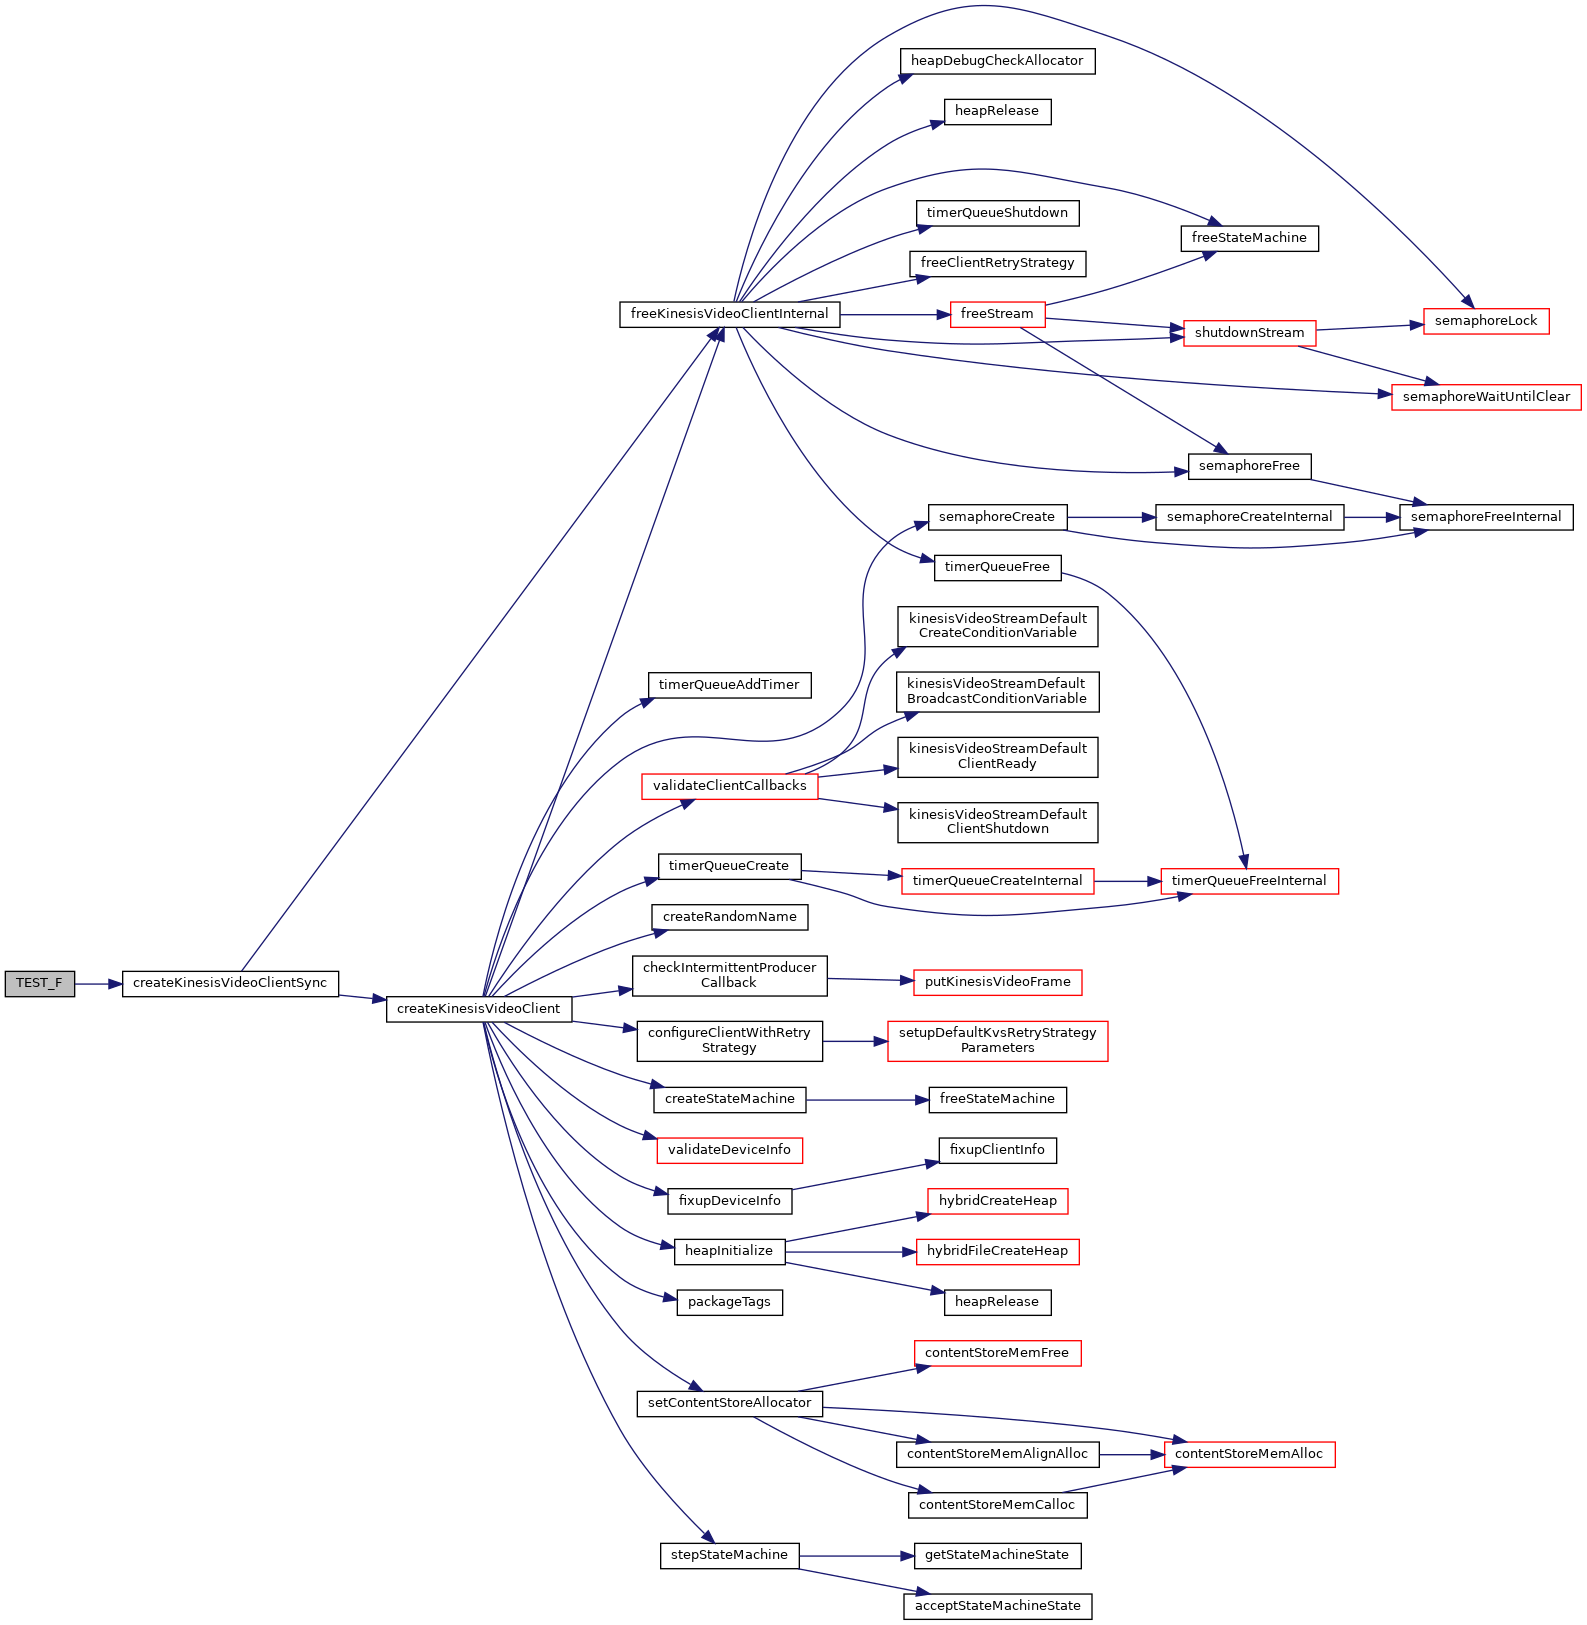 heapDebugCheckAllocator
heapRelease
timerQueueShutdown
freeStateMachine
freeClientRetryStrategy
freeKinesisVideoClientInternal
freeStream
semaphoreLock
shutdownStream
semaphoreWaitUntilClear
semaphoreFree
semaphoreCreate
semaphoreCreateInternal
semaphoreFreeInternal
timerQueueFree
kinesisVideoStreamDefault
CreateConditionVariable
timerQueueAddTimer
kinesisVideoStreamDefault
BroadcastConditionVariable
kinesisVideoStreamDefault
ClientReady
validateClientCallbacks
kinesisVideoStreamDefault
ClientShutdown
timerQueueCreate
timerQueueCreateInternal
timerQueueFreeInternal
createRandomName
TEST_F
createKinesisVideoClientSync
checkIntermittentProducer
Callback
putKinesisVideoFrame
createKinesisVideoClient
configureClientWithRetry
Strategy
setupDefaultKvsRetryStrategy
Parameters
createStateMachine
freeStateMachine
validateDeviceInfo
fixupClientInfo
fixupDeviceInfo
hybridCreateHeap
heapInitialize
hybridFileCreateHeap
packageTags
heapRelease
contentStoreMemFree
setContentStoreAllocator
contentStoreMemAlignAlloc
contentStoreMemAlloc
contentStoreMemCalloc
stepStateMachine
getStateMachineState
acceptStateMachineState